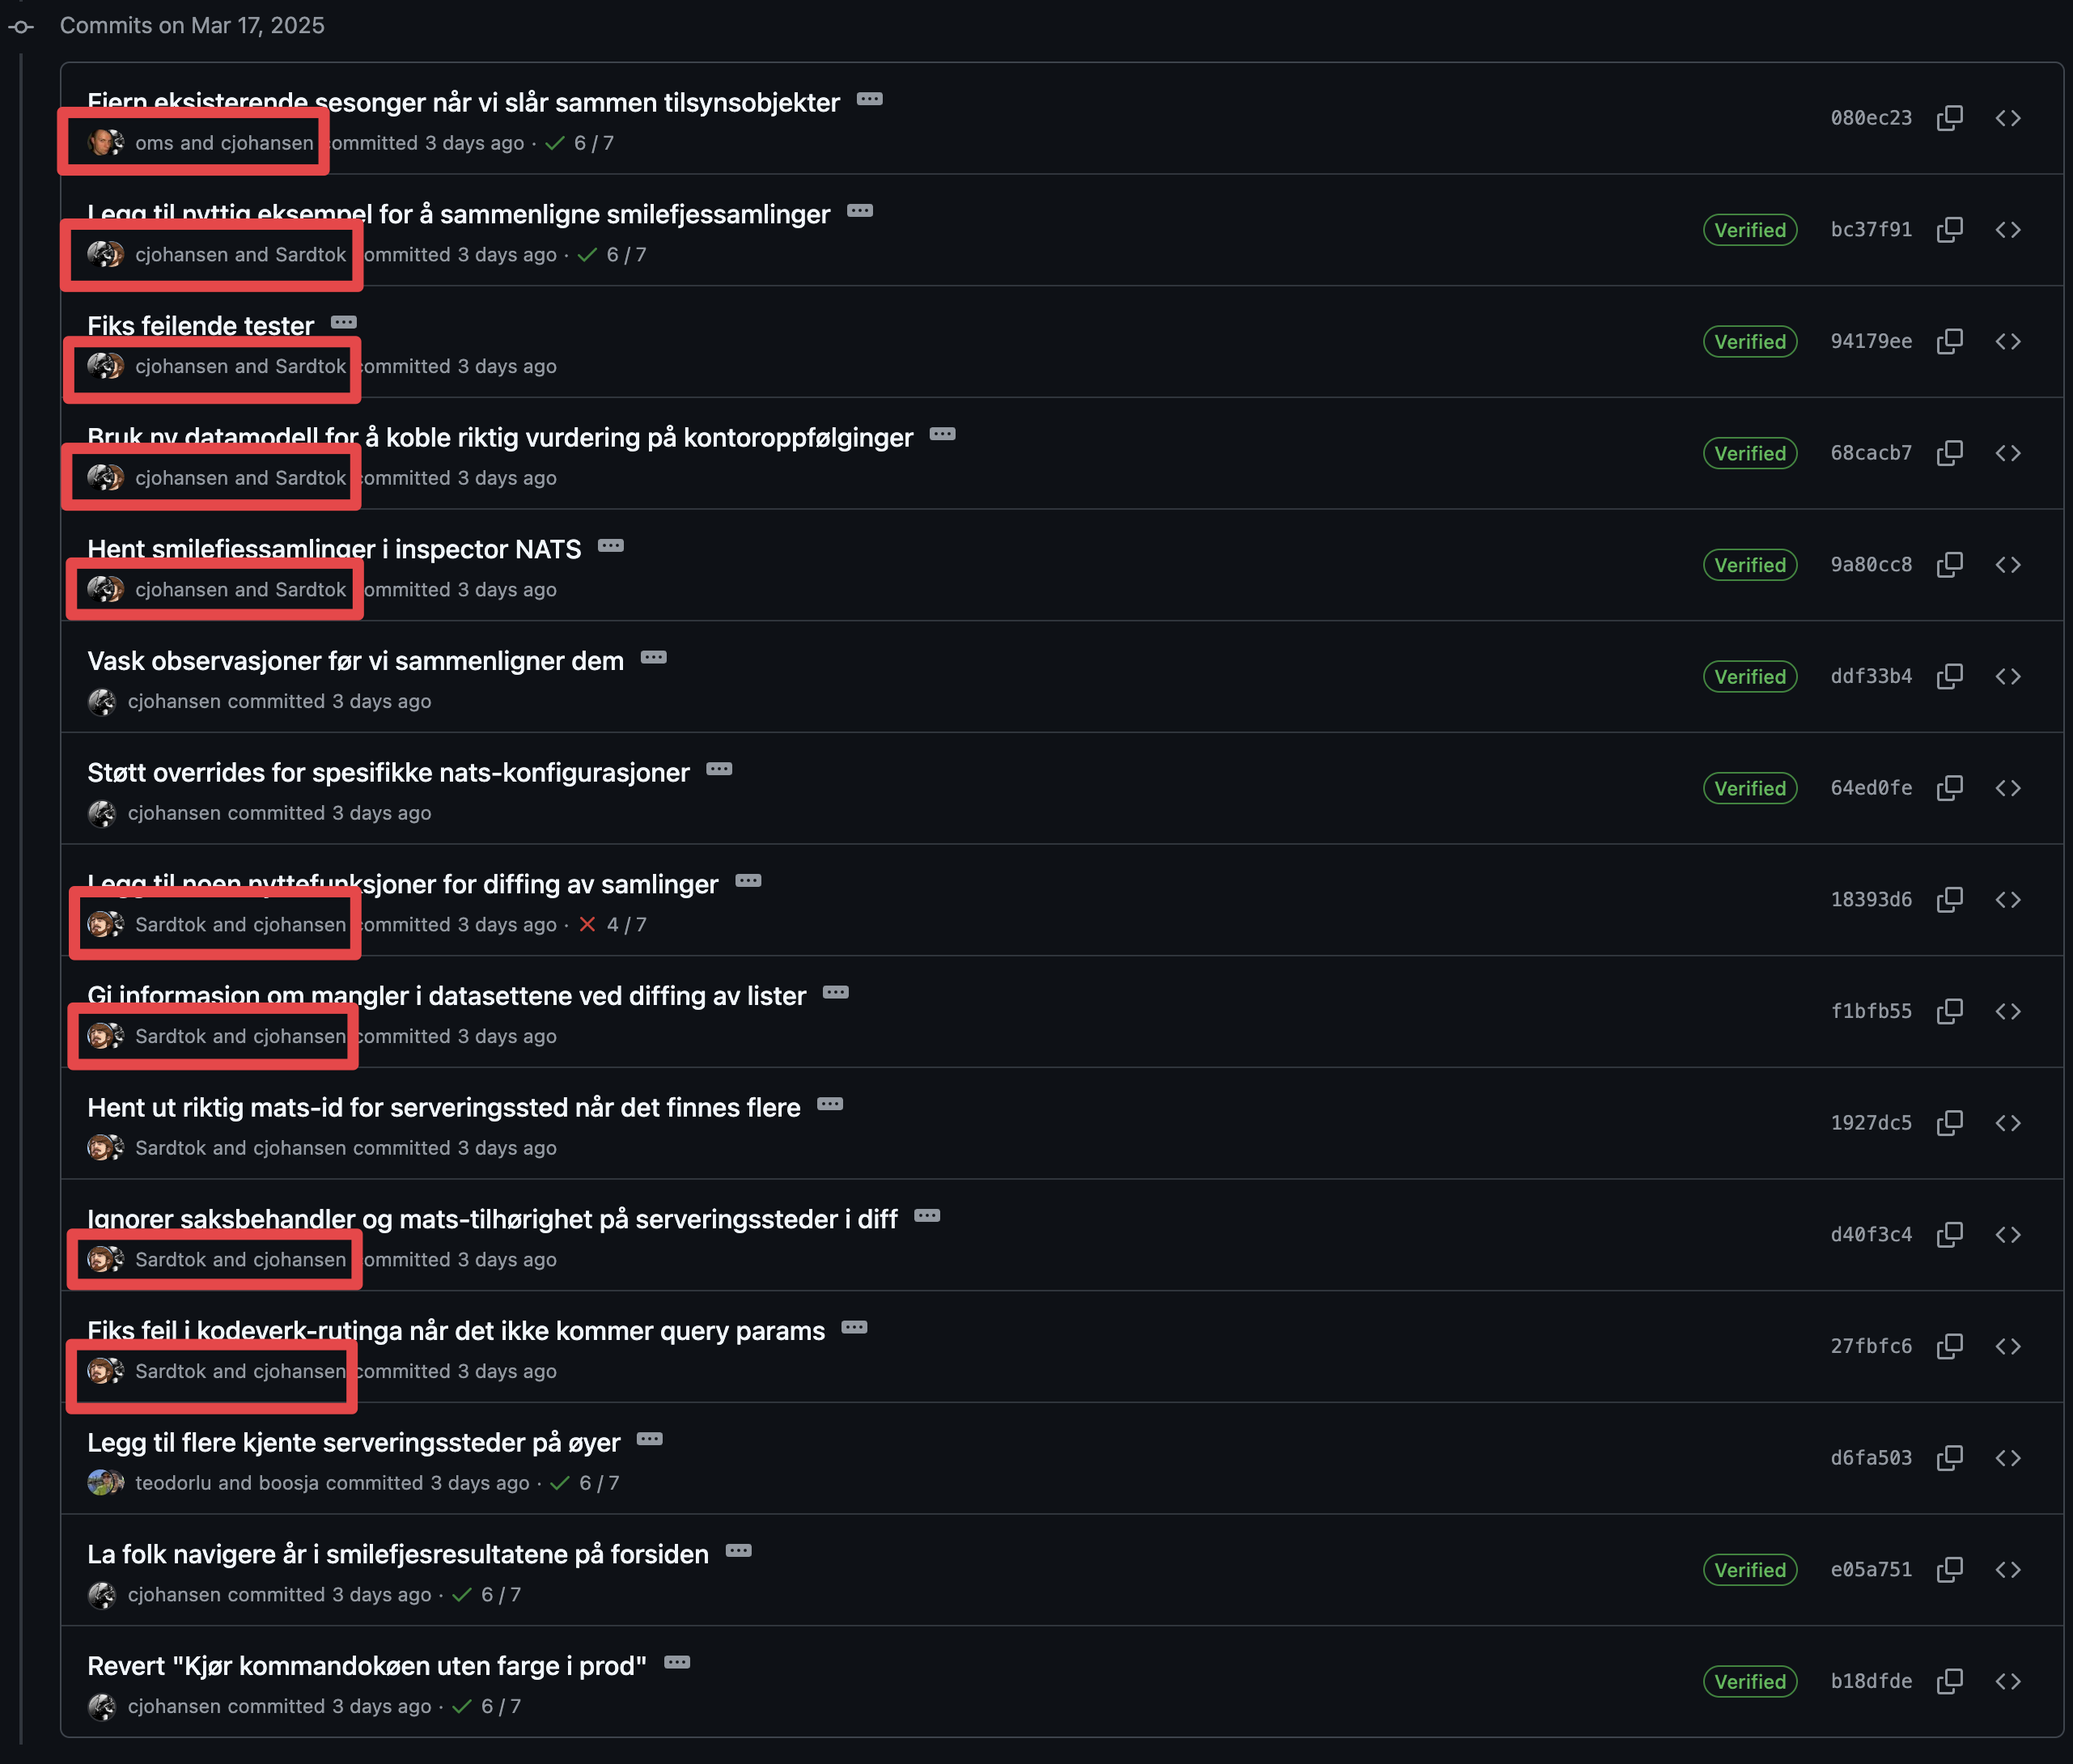 Commits on Mar 17, 2025
Fjern eksisterende sesonger når vi slår sammen tilsynsobjekter
oms and cjohansen committed 3 days ago · 6 / 7
080ec23
Legg til nyttig eksempel for å sammenligne smilefjessamlinger
cjohansen and Sardtok committed 3 days ago · 6 / 7
Verified bc37f91
Fiks feilende tester
cjohansen and Sardtok committed 3 days ago
Verified 94179ee
Bruk ny datamodell for å koble riktig vurdering på kontoroppfølginger
cjohansen and Sardtok committed 3 days ago
Verified 68cacb7
Hent smilefjessamlinger i inspector NATS
cjohansen and Sardtok committed 3 days ago
Verified 9a80cc8
Vask observasjoner før vi sammenligner dem
cjohansen committed 3 days ago
Verified ddf33b4
Støtt overrides for spesifikke nats-konfigurasjoner
cjohansen committed 3 days ago
Verified 64ed0fe
Legg til noen nyttefunksjoner for diffing av samlinger
Sardtok and cjohansen committed 3 days ago · 4 / 7
18393d6
Gi informasjon om mangler i datasettene ved diffing av lister
Sardtok and cjohansen committed 3 days ago
f1bfb55
Hent ut riktig mats-id for serveringssted når det finnes flere
Sardtok and cjohansen committed 3 days ago
1927dc5
Ignorer saksbehandler og mats-tilhørighet på serveringssteder i diff
Sardtok and cjohansen committed 3 days ago
d40f3c4
Fiks feil i kodeverk-rutinga når det ikke kommer query params
Sardtok and cjohansen committed 3 days ago
27fbfc6
Legg til flere kjente serveringssteder på øyer
teodorlu and boosja committed 3 days ago · 6 / 7
d6fa503
La folk navigere år i smilefjesresultatene på forsiden
cjohansen committed 3 days ago · 6 / 7
Verified e05a751
Revert "Kjør kommandokøen uten farge i prod"
cjohansen committed 3 days ago · 6 / 7
Verified b18dfde